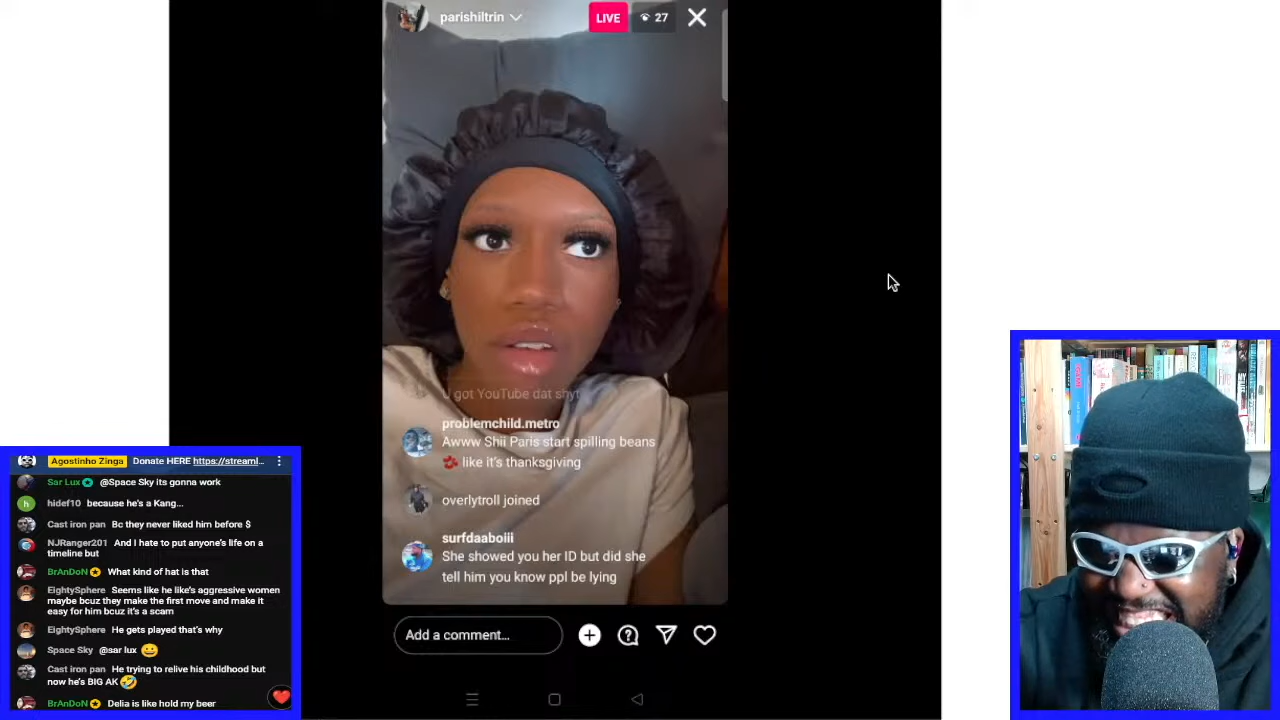 parishiltrin
LIVE
27
U got YouTube dat shyt
problemchild.metro
Awww Shii Paris start spilling beans
like it's thanksgiving
overlytroll joined
surfdaaboiii
She showed you her ID but did she
tell him you know ppl be lying
Add a comment...
Agostinho Zinga Donate HERE https://streaml...
Sar Lux @Space Sky its gonna work
h hidef10 because he's a Kang...
Cast iron pan Bc they never liked him before $
NJRanger201 And I hate to put anyone's life on a
timeline but
BrAnDoN What kind of hat is that
EightySphere Seems like he like's aggressive women
maybe bcuz they make the first move and make it
easy for him bcuz it's a scam
EightySphere He gets played that's why
Space Sky @sar lux
Cast iron pan He trying to relive his childhood but
now he's BIG AK
BrAnDoN Delia is like hold my beer